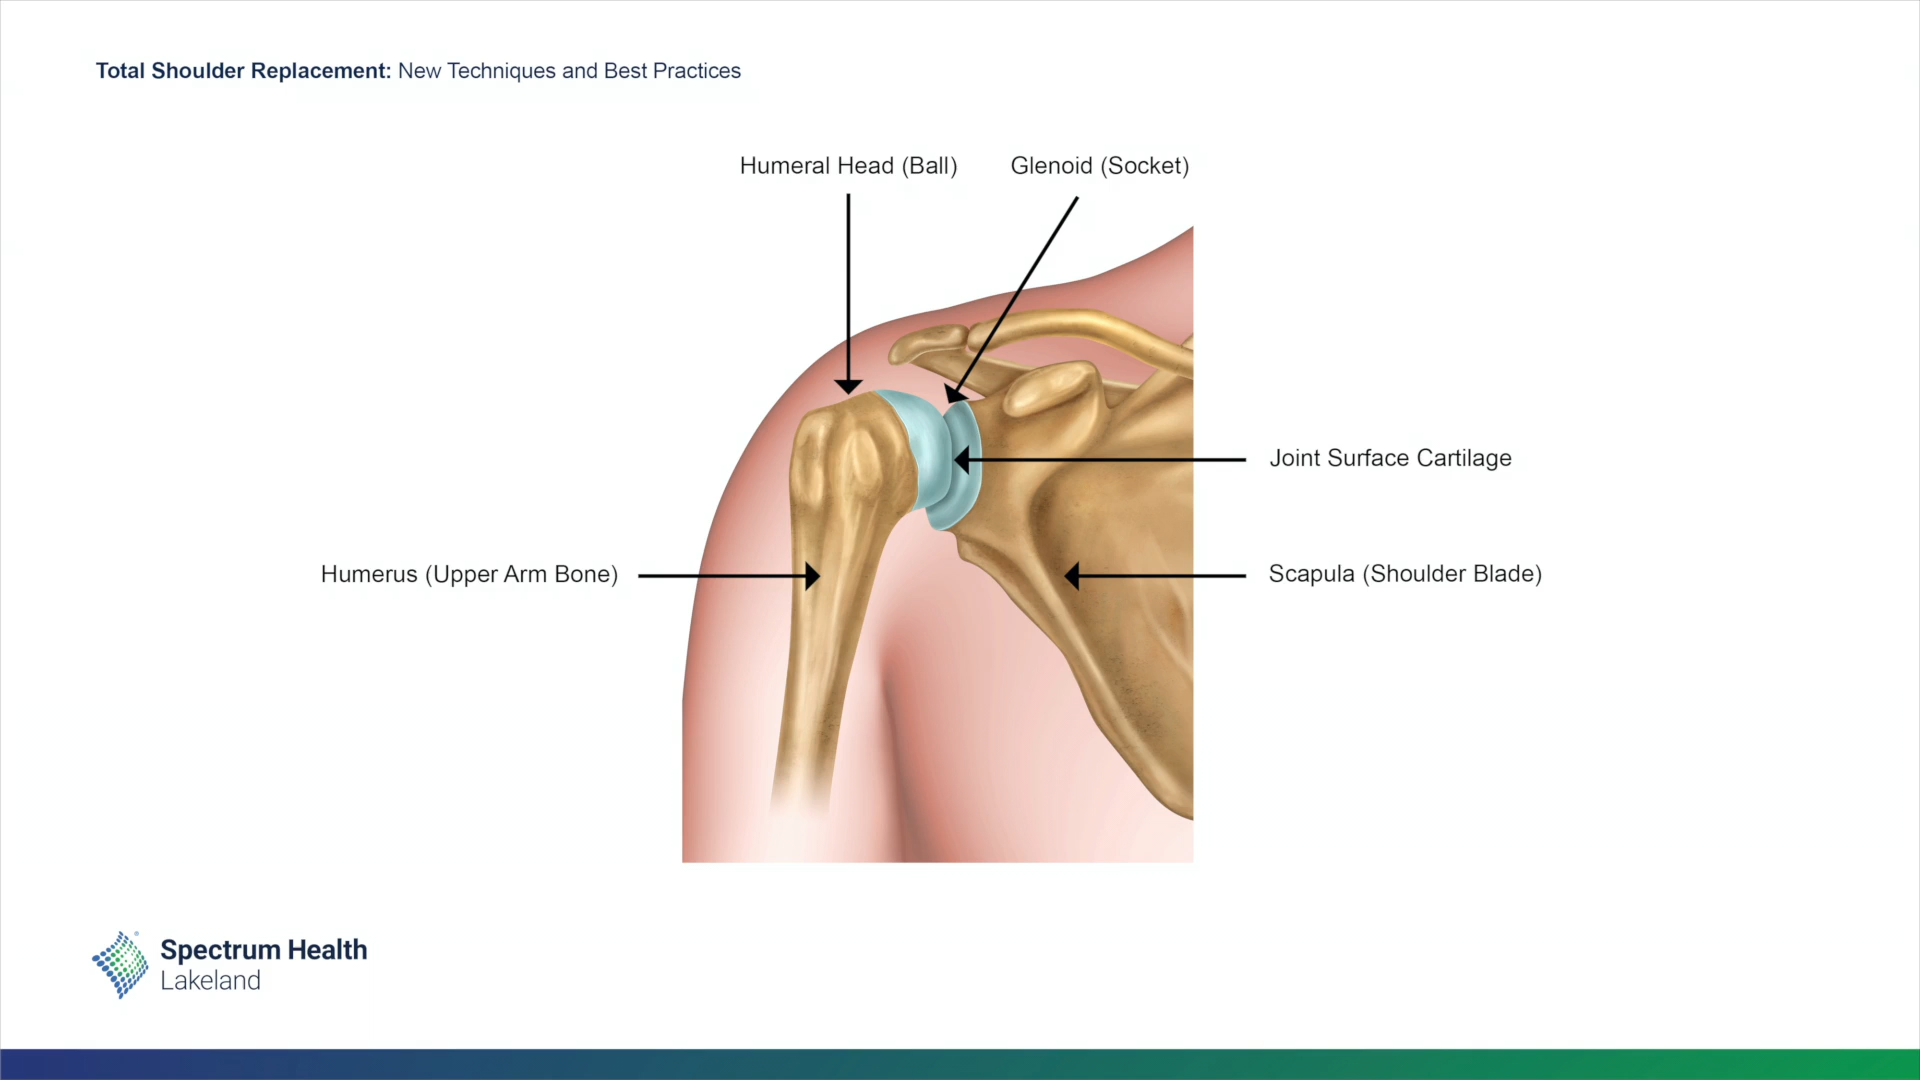 Total Shoulder Replacement: New Techniques and Best Practices
Humeral Head (Ball)
Glenoid (Socket)
Joint Surface Cartilage
Humerus (Upper Arm Bone)
Scapula (Shoulder Blade)
Spectrum Health
Lakeland